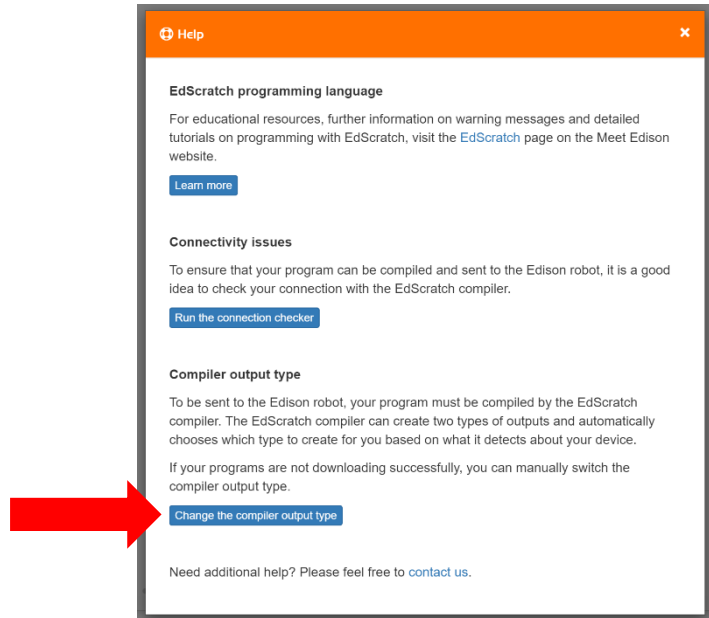 Help ×
EdScratch programming language
For educational resources, further information on warning messages and detailed
tutorials on programming with EdScratch, visit the EdScratch page on the Meet Edison
website.
Learn more
Connectivity issues
To ensure that your program can be compiled and sent to the Edison robot, it is a good
idea to check your connection with the EdScratch compiler.
Run the connection checker
Compiler output type
To be sent to the Edison robot, your program must be compiled by the EdScratch
compiler. The EdScratch compiler can create two types of outputs and automatically
chooses which type to create for you based on what it detects about your device.
If your programs are not downloading successfully, you can manually switch the
compiler output type.
Change the compiler output type
Need additional help? Please feel free to contact us.